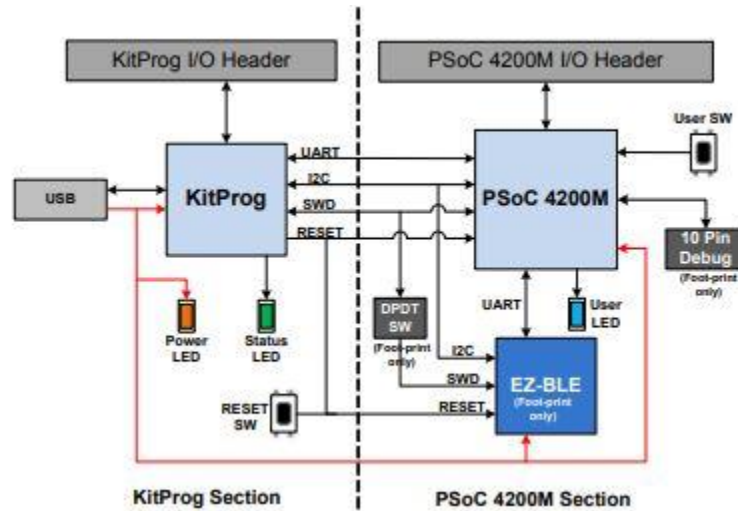 KitProg I/O Header
PSoC 4200M I/O Header
User SW
UART
I2C
SWD
RESET
USB
KitProg
PSoC 4200M
10 Pin
Debug
(Foot-print
only)
Power
LED
Status
LED
DPDT
SW
(Foot-print
only)
UART
User
LED
I2C
SWD
RESET
EZ-BLE
(Foot-print
only)
RESET
SW
KitProg Section
PSoC 4200M Section